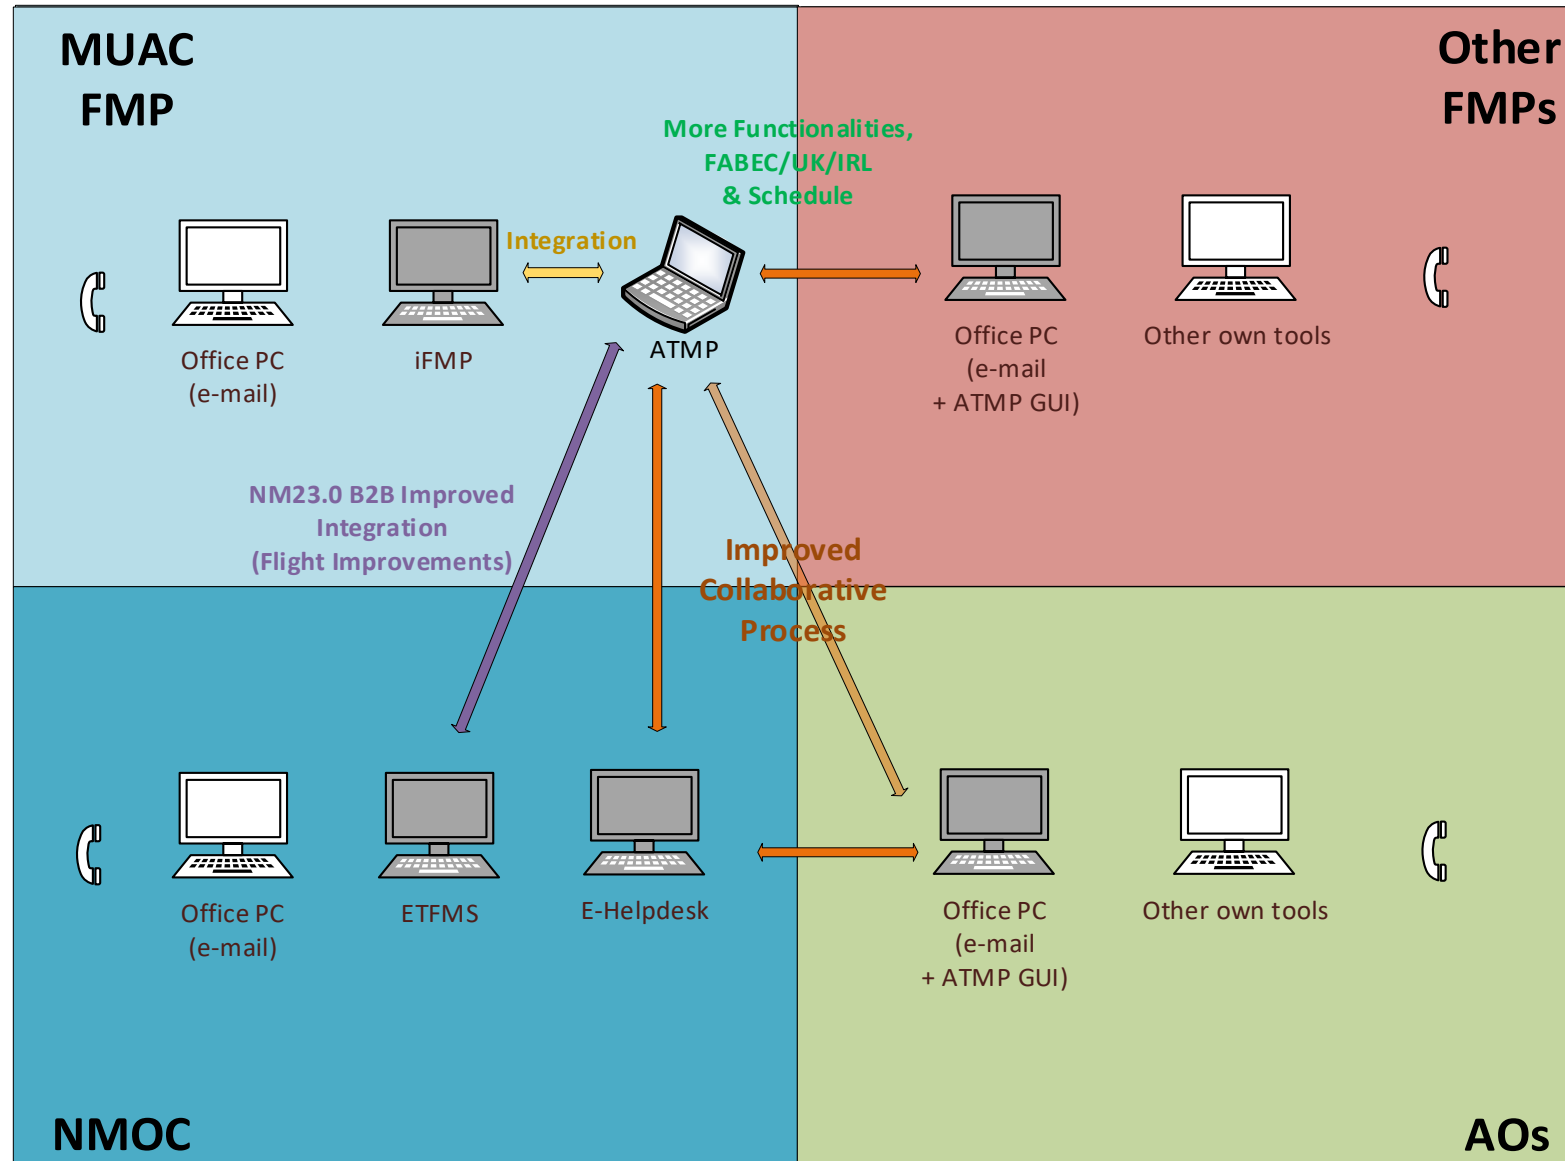 MUAC
FMP
Other
FMPs
More Functionalities,
FABEC/UK/IRL
& Schedule
Integration
Office PC
(e-mail)
iFMP
ATMP
Office PC
(e-mail
+ ATMP GUI)
Other own tools
NM23.0 B2B Improved
Integration
(Flight Improvements)
Improved
Collaborative
Process
Office PC
(e-mail)
ETFMS
E-Helpdesk
Office PC
(e-mail
+ ATMP GUI)
Other own tools
NMOC
AOs